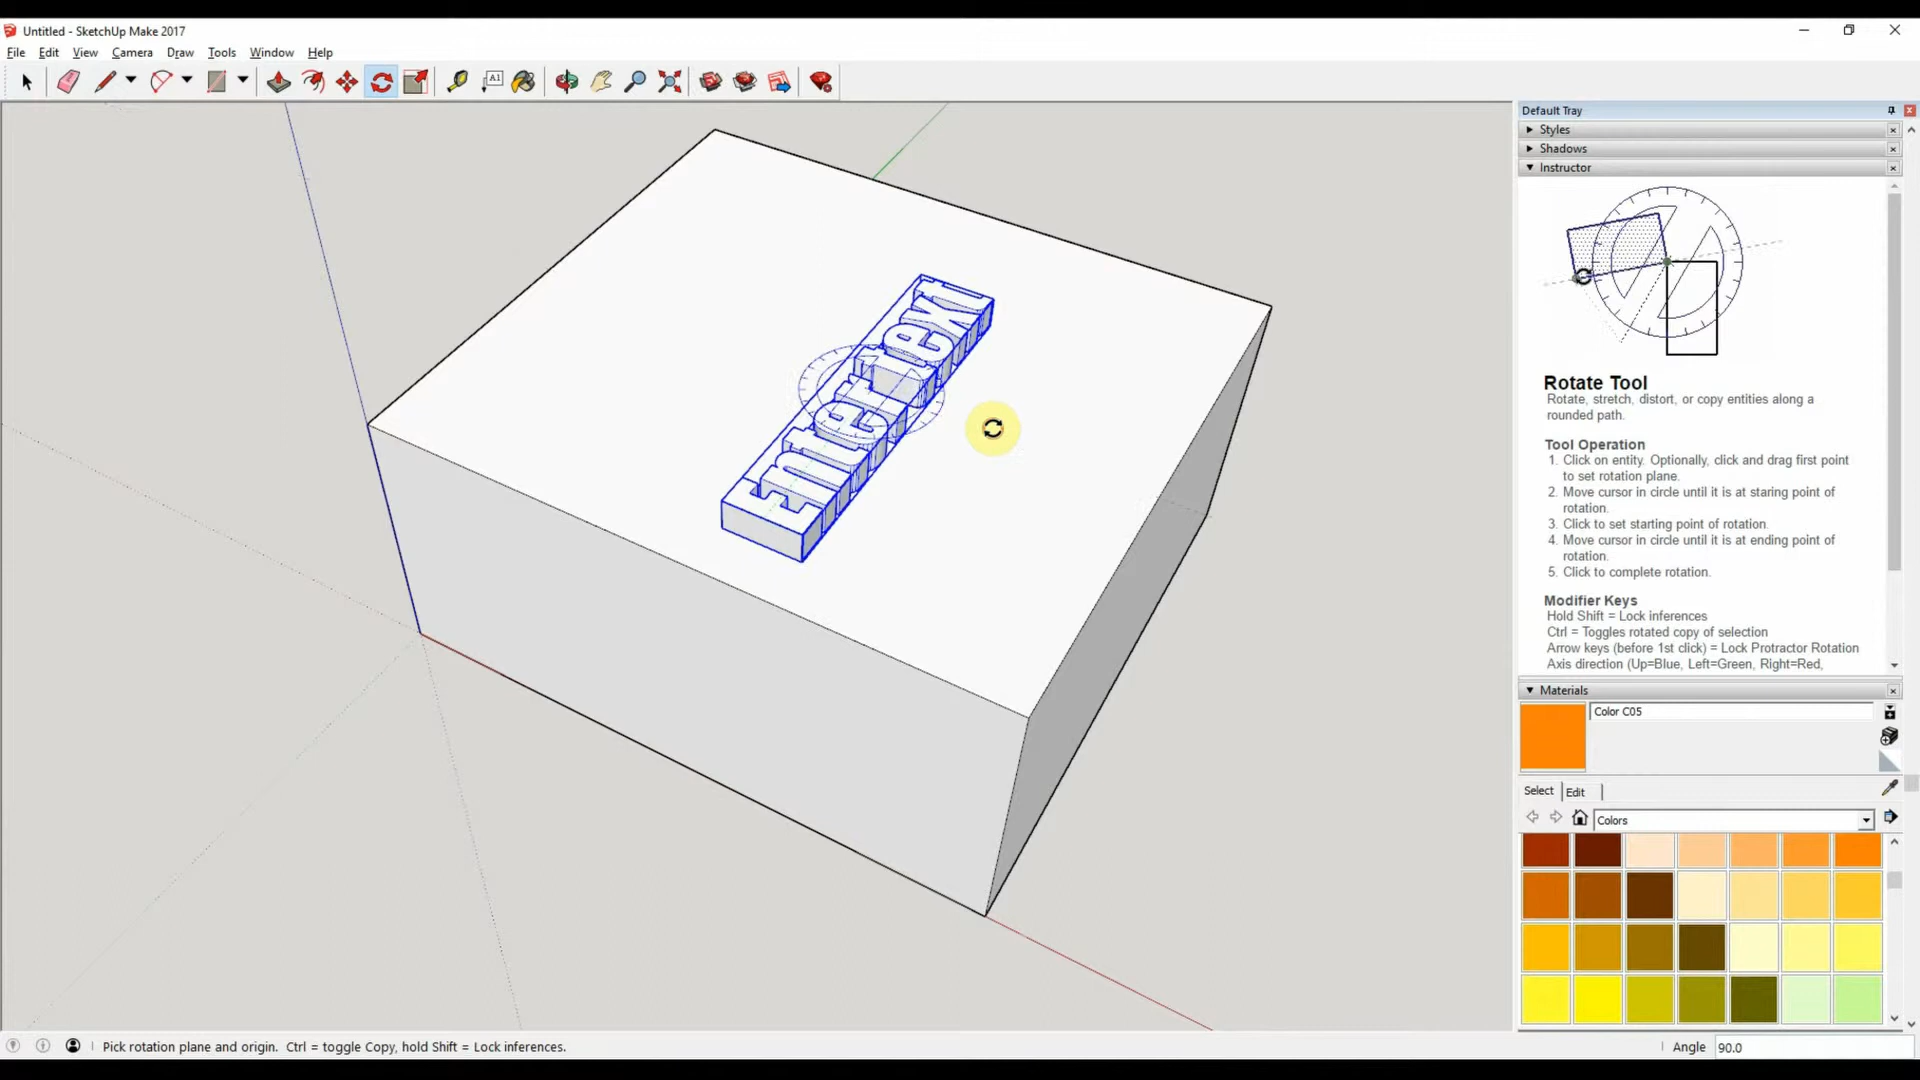 Untitled - SketchUp Make 2017
File Edit View Camera Draw Tools Window Help
A1
Default Tray
Styles
Shadows
Instructor
Enter text
Rotate Tool
Rotate, stretch, distort, or copy entities along a
rounded path.
Tool Operation
1. Click on entity. Optionally, click and drag first point
to set rotation plane.
2. Move cursor in circle until it is at staring point of
rotation.
3. Click to set starting point of rotation.
4. Move cursor in circle until it is at ending point of
rotation.
5. Click to complete rotation.
Modifier Keys
Hold Shift = Lock inferences
Ctrl = Toggles rotated copy of selection
Arrow keys (before 1st click) = Lock Protractor Rotation
Axis direction (Up=Blue, Left=Green, Right=Red,
Materials
Color C05
Select Edit
Colors
Pick rotation plane and origin. Ctrl = toggle Copy, hold Shift = Lock inferences.
Angle 90.0